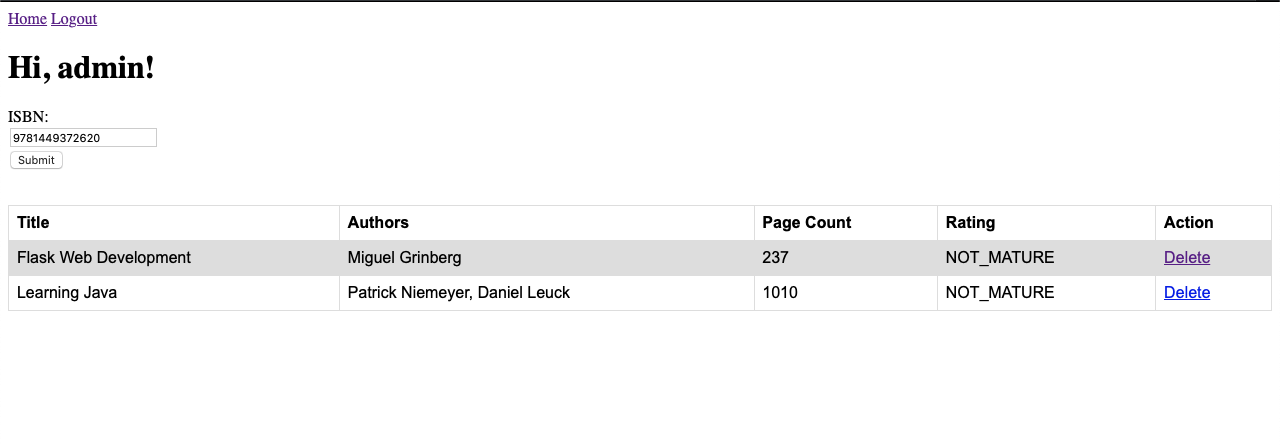 Home Logout
Hi, admin!
ISBN:
9781449372620
Submit
Title Authors Page Count Rating Action
Flask Web Development Miguel Grinberg 237 NOT_MATURE Delete
Learning Java Patrick Niemeyer, Daniel Leuck 1010 NOT_MATURE Delete